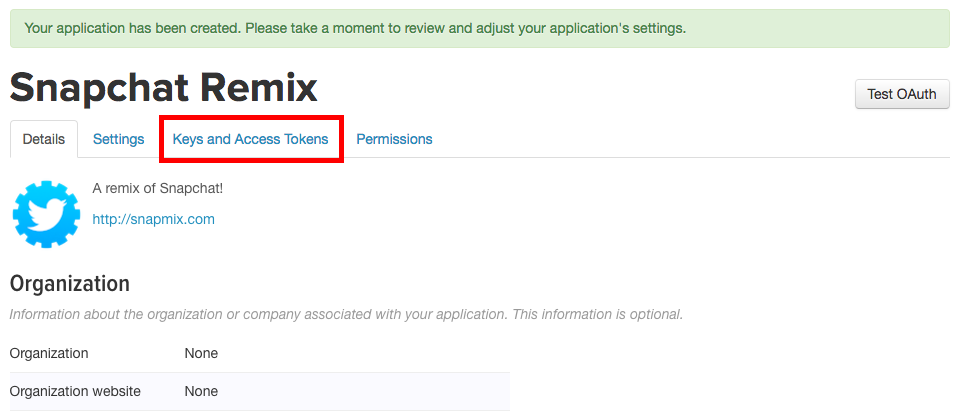 Your application has been created. Please take a moment to review and adjust your application's settings.
Snapchat Remix
Test OAuth
Details Settings Keys and Access Tokens Permissions
A remix of Snapchat!
http://snapmix.com
Organization
Information about the organization or company associated with your application. This information is optional.
Organization None
Organization website None